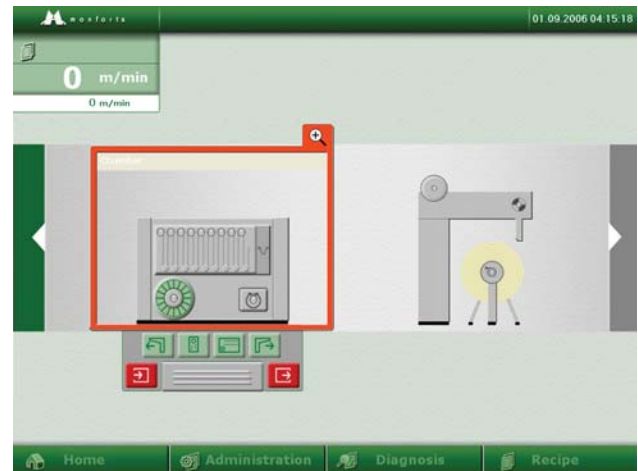 monforts
01.09.2006 04:15:18
0 m/min
0 m/min
Chamber
Home
Administration
Diagnosis
Recipe